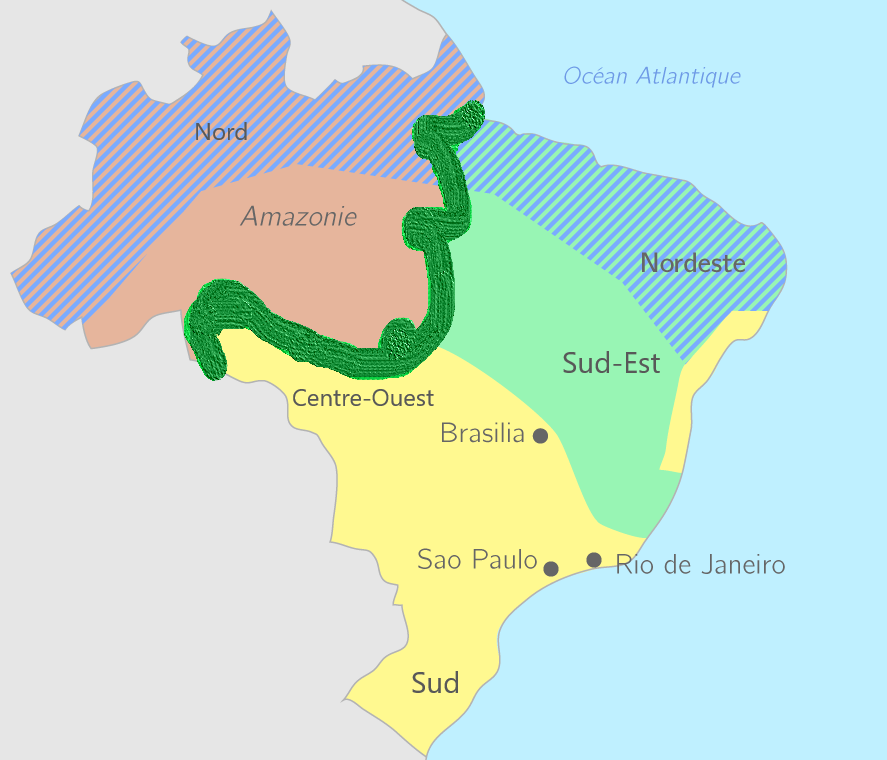 Océan Atlantique
Nord
Amazonie
Nordeste
Sud-Est
Centre-Ouest
Brasilia
Sao Paulo
Rio de Janeiro
Sud